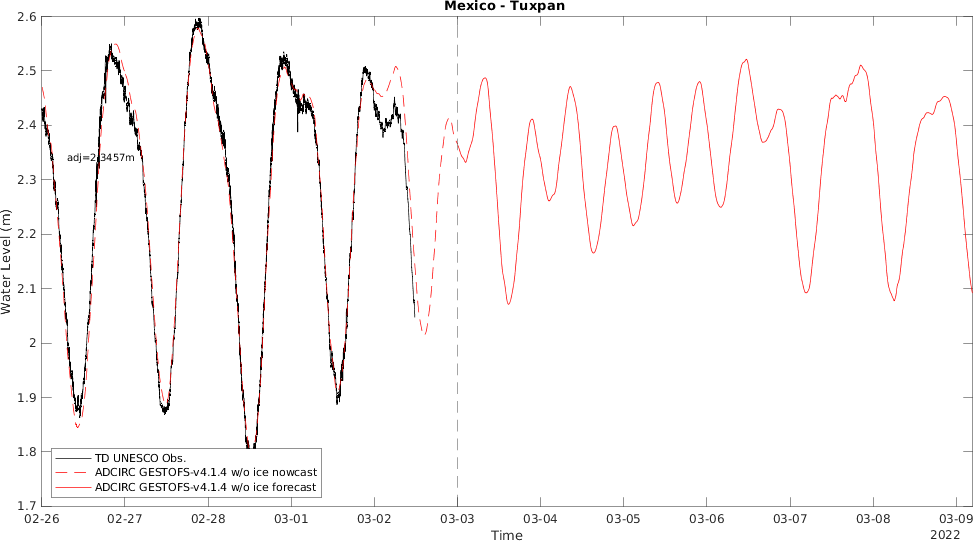 Mexico - Tuxpan
2.6
2.5
2.4
2.3
2.2
2.1
2
1.9
1.8
1.7
Water Level (m)
adj=2.3457m
TD UNESCO Obs.
ADCIRC GESTOFS-v4.1.4 w/o ice nowcast
ADCIRC GESTOFS-v4.1.4 w/o ice forecast
02-26 02-27 02-28 03-01 03-02 03-03 03-04 03-05 03-06 03-07 03-08 03-09
Time
2022